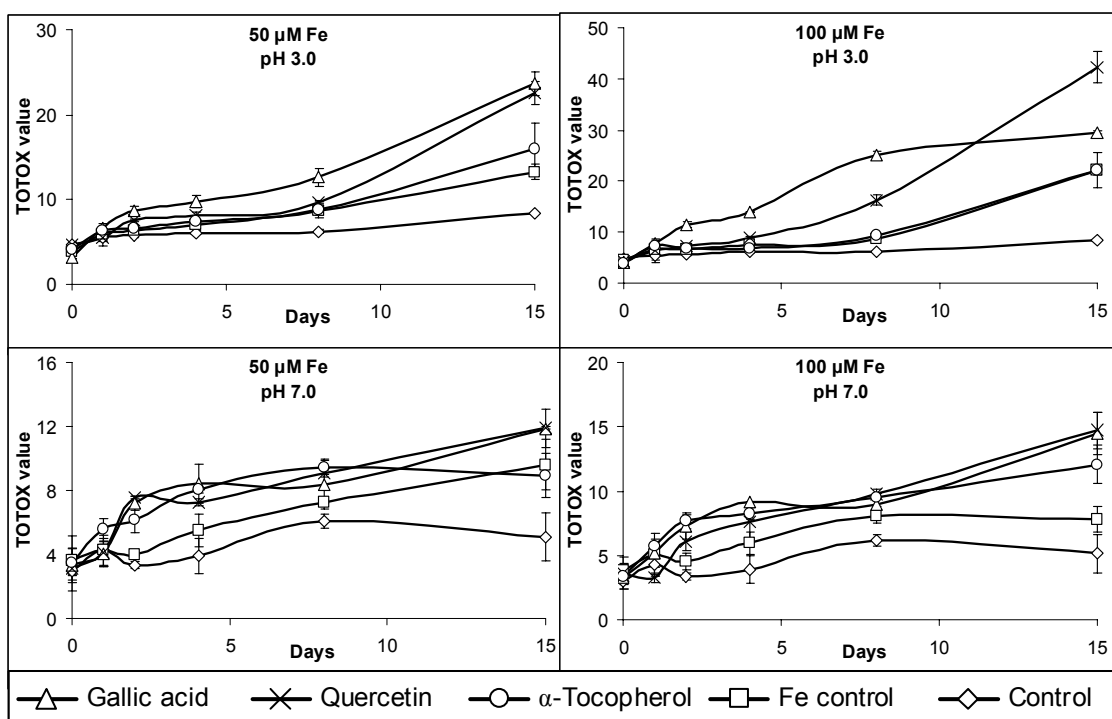 50 µM Fe
pH 3.0
TOTOX value
30
20
10
0
0 5 10 15
Days
100 µM Fe
pH 3.0
TOTOX value
50
40
30
20
10
0
0 5 10 15
Days
50 µM Fe
pH 7.0
TOTOX value
16
12
8
4
0
0 5 10 15
Days
100 µM Fe
pH 7.0
TOTOX value
20
15
10
5
0
0 5 10 15
Days
Gallic acid Quercetin α-Tocopherol Fe control Control